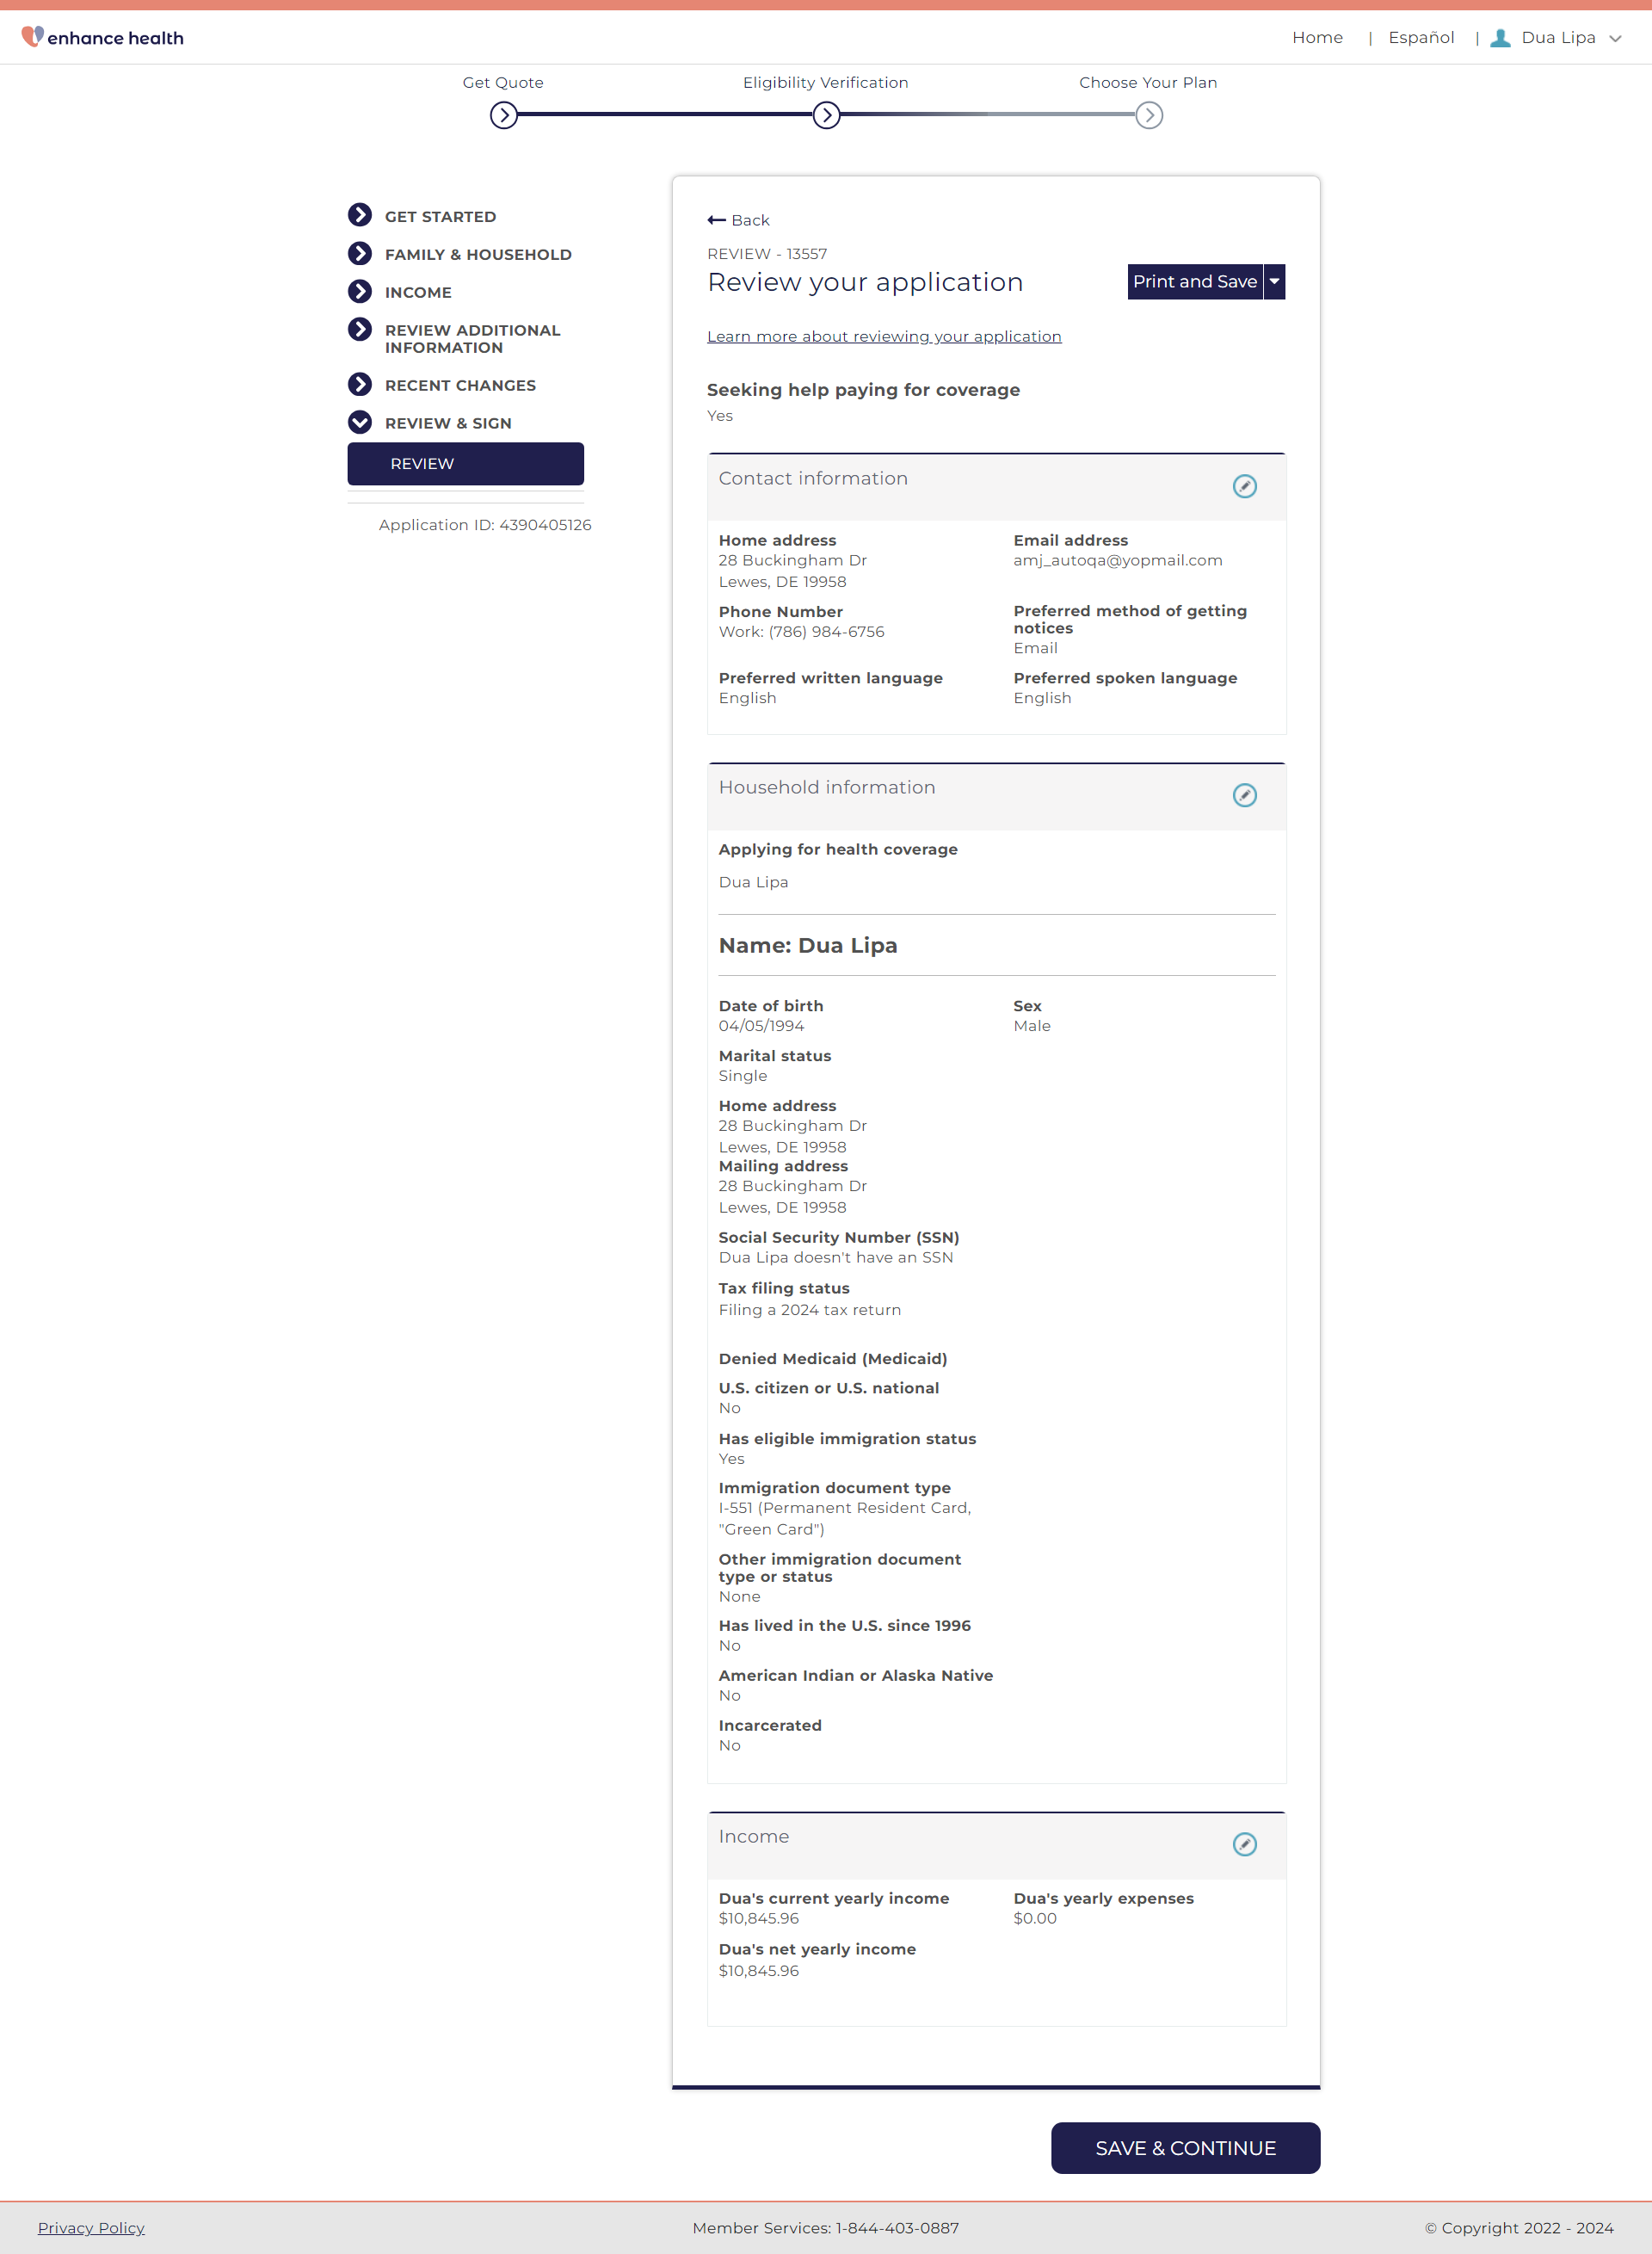 enhance health
Home | Español | Dua Lipa
Get Quote
Eligibility Verification
Choose Your Plan
GET STARTED
FAMILY & HOUSEHOLD
INCOME
REVIEW ADDITIONAL
INFORMATION
RECENT CHANGES
REVIEW & SIGN
REVIEW
Application ID: 4390405126
Back
REVIEW - 13557
Review your application
Print and Save
Learn more about reviewing your application
Seeking help paying for coverage
Yes
Contact information
Home address
28 Buckingham Dr
Lewes, DE 19958
Email address
amj_autoqa@yopmail.com
Phone Number
Work: (786) 984-6756
Preferred method of getting
notices
Email
Preferred written language
English
Preferred spoken language
English
Household information
Applying for health coverage
Dua Lipa
Name: Dua Lipa
Date of birth
04/05/1994
Sex
Male
Marital status
Single
Home address
28 Buckingham Dr
Lewes, DE 19958
Mailing address
28 Buckingham Dr
Lewes, DE 19958
Social Security Number (SSN)
Dua Lipa doesn't have an SSN
Tax filing status
Filing a 2024 tax return
Denied Medicaid (Medicaid)
U.S. citizen or U.S. national
No
Has eligible immigration status
Yes
Immigration document type
I-551 (Permanent Resident Card,
"Green Card")
Other immigration document
type or status
None
Has lived in the U.S. since 1996
No
American Indian or Alaska Native
No
Incarcerated
No
Income
Dua's current yearly income
$10,845.96
Dua's yearly expenses
$0.00
Dua's net yearly income
$10,845.96
SAVE & CONTINUE
Privacy Policy
Member Services: 1-844-403-0887
© Copyright 2022 - 2024